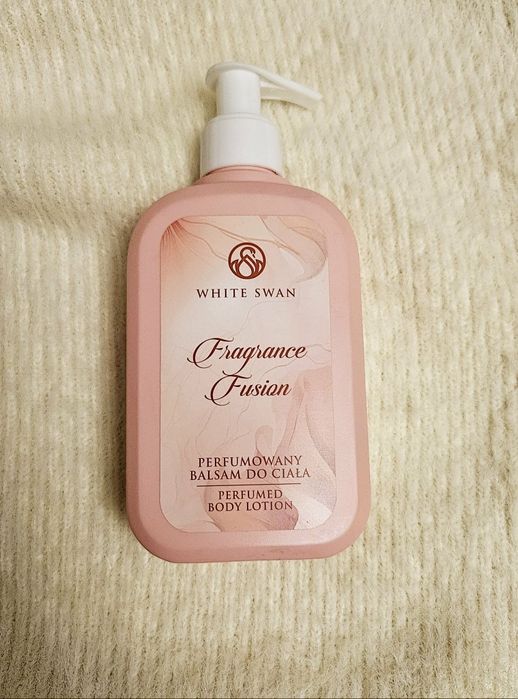 WHITE SWAN
Fragrance
Fusion
PERFUMOWANY
BALSAM DO CIAŁA
PERFUMED
BODY LOTION